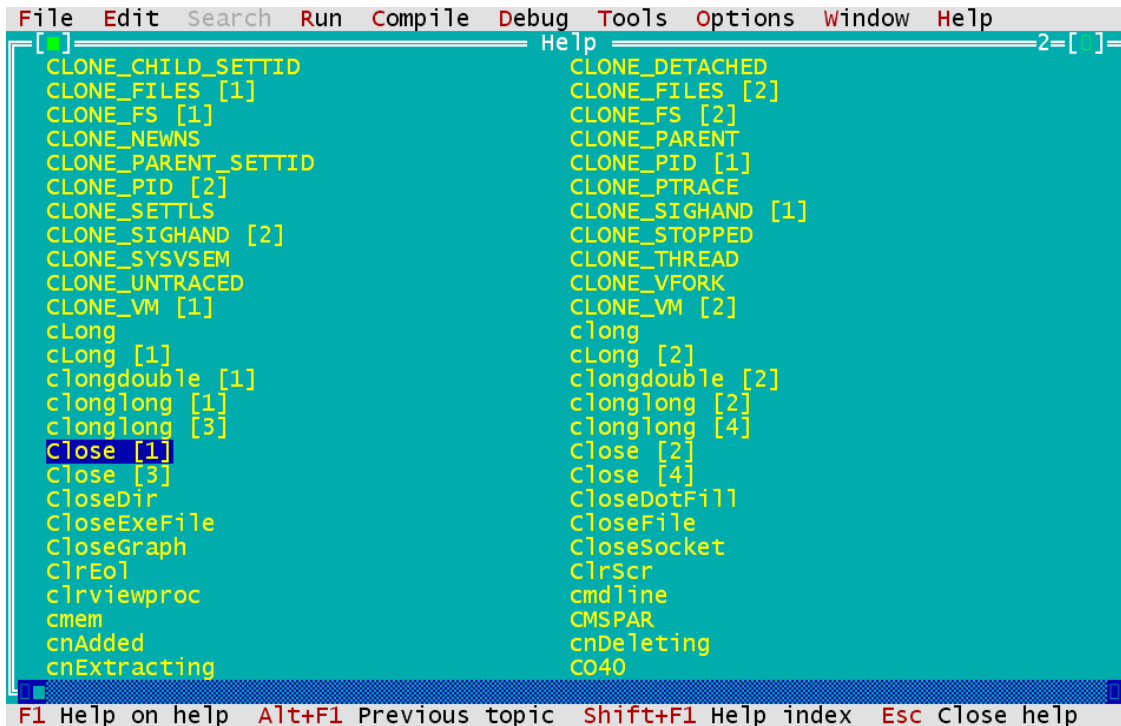 File Edit Search Run Compile Debug Tools Options Window Help
Help 2
CLONE_CHILD_SETTID CLONE_DETACHED
CLONE_FILES [1] CLONE_FILES [2]
CLONE_FS [1] CLONE_FS [2]
CLONE_NEWNS CLONE_PARENT
CLONE_PARENT_SETTID CLONE_PID [1]
CLONE_PID [2] CLONE_PTRACE
CLONE_SETTLS CLONE_SIGHAND [1]
CLONE_SIGHAND [2] CLONE_STOPPED
CLONE_SYSVSEM CLONE_THREAD
CLONE_UNTRACED CLONE_VFORK
CLONE_VM [1] CLONE_VM [2]
cLong clong
cLong [1] cLong [2]
clongdouble [1] clongdouble [2]
clonglong [1] clonglong [2]
clonglong [3] clonglong [4]
Close [1] Close [2]
Close [3] Close [4]
CloseDir CloseDotFill
CloseExeFile CloseFile
CloseGraph CloseSocket
ClrEol ClrScr
clrviewproc cmdline
cmem CMSPAR
cnAdded cnDeleting
cnExtracting CO40
F1 Help on help Alt+F1 Previous topic Shift+F1 Help index Esc Close help